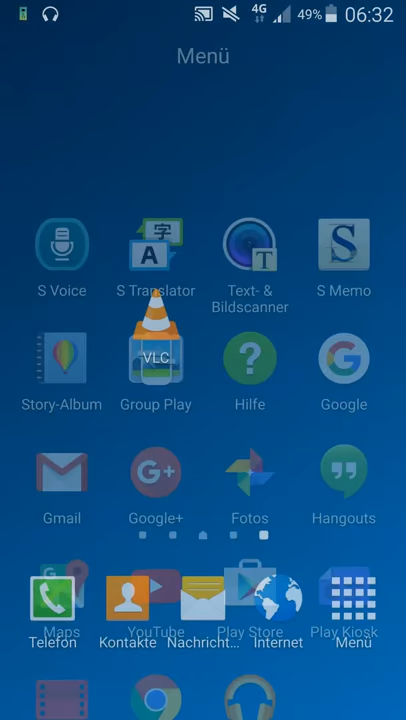 4G 49% 06:32
Menü
字
A
T
S
S Voice S Translator Text- & Bildscanner S Memo
VLC
?
G
Story-Album Group Play Hilfe Google
G+
Gmail Google+ Fotos Hangouts
Maps YouTube Play Store Play Kiosk
Telefon Kontakte Nachricht... Internet Menü